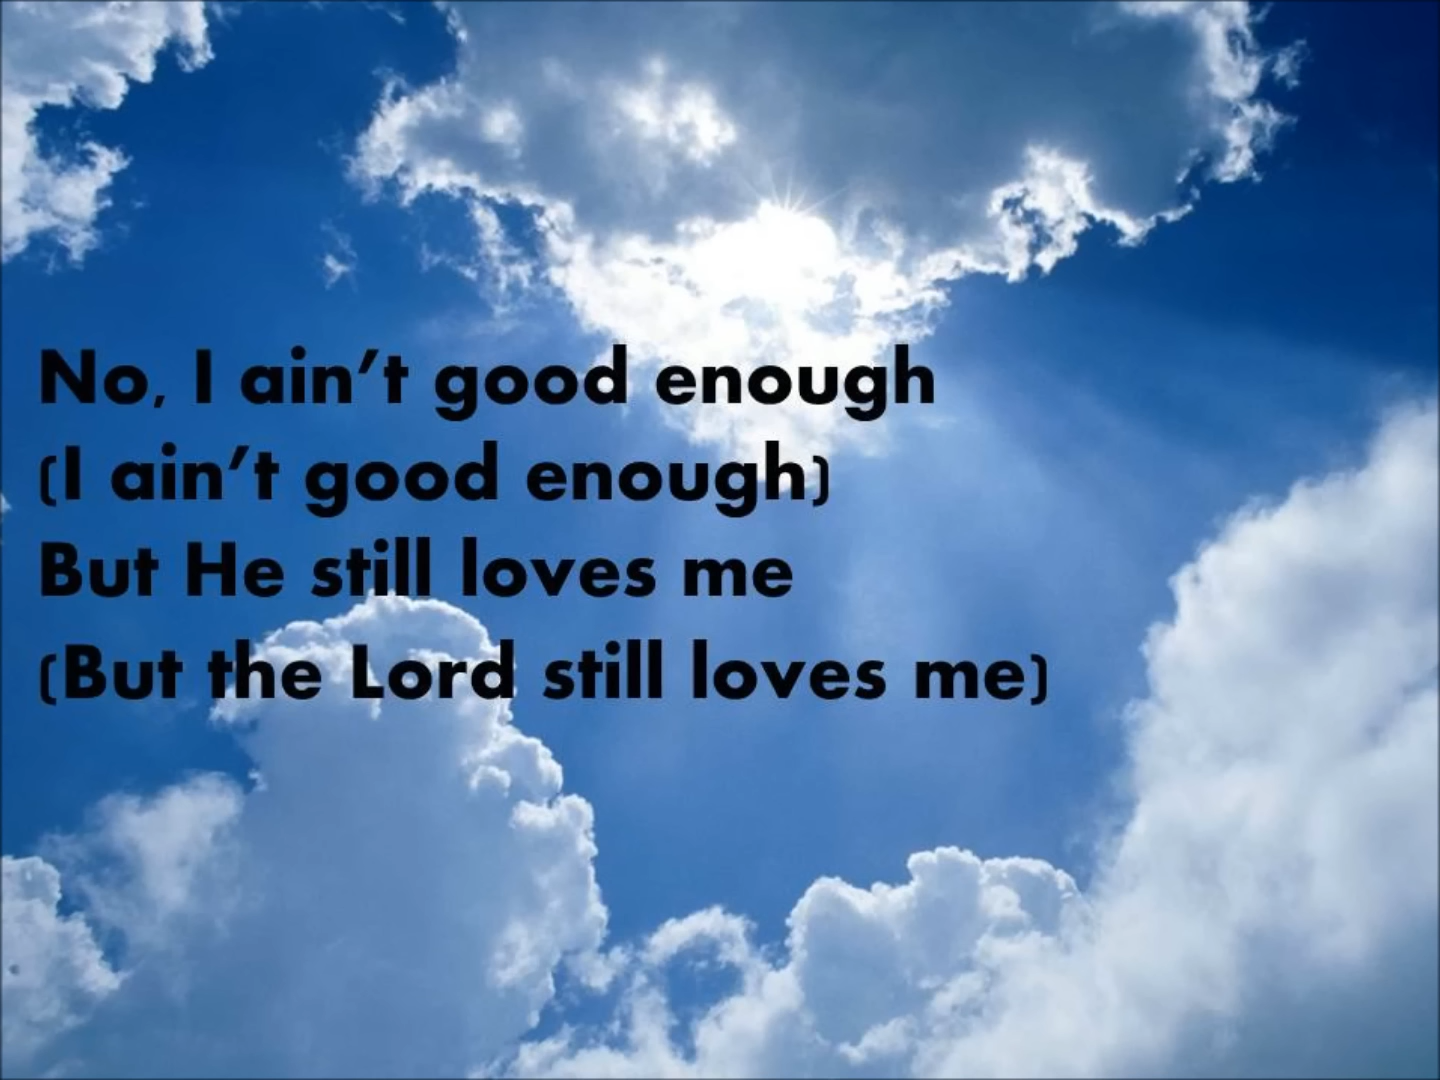 No, I ain’t good enough
(I ain’t good enough)
But He still loves me
(But the Lord still loves me)